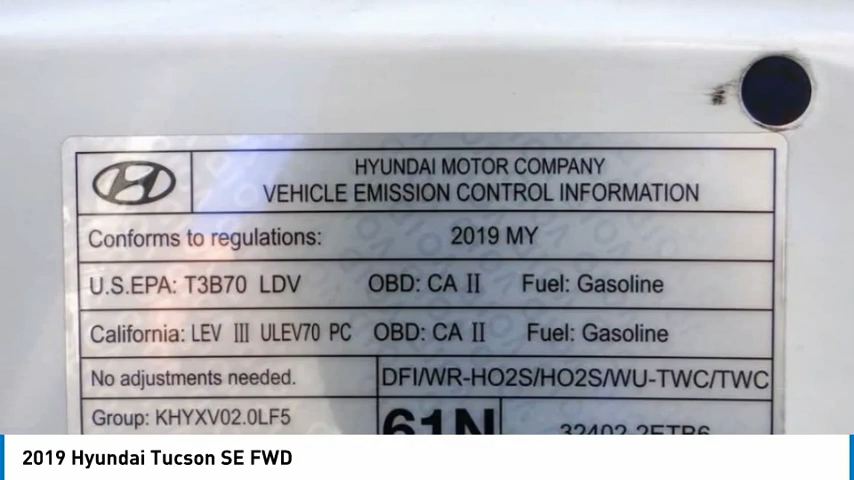 HYUNDAI MOTOR COMPANY
VEHICLE EMISSION CONTROL INFORMATION
Conforms to regulations: 2019 MY
U.S.EPA: T3B70 LDV OBD: CA II Fuel: Gasoline
California: LEV III ULEV70 PC OBD: CA II Fuel: Gasoline
No adjustments needed. DFI/WR-HO2S/HO2S/WU-TWC/TWC
Group: KHYXV02.0LF5
61N
2019 Hyundai Tucson SE FWD